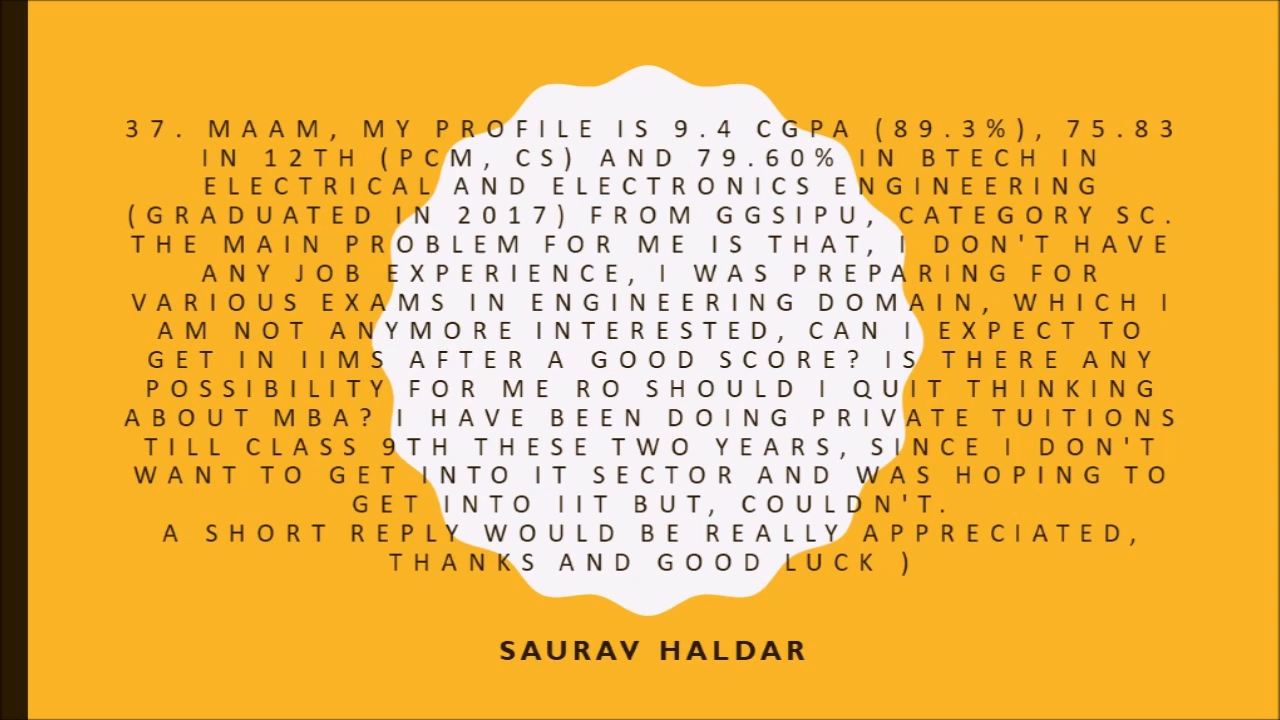 37. MAAM, MY PROFILE IS 9.4 CGPA (89.3%), 75.83
IN 12TH (PCM, CS) AND 79.60% IN BTECH IN
ELECTRICAL AND ELECTRONICS ENGINEERING
(GRADUATED IN 2017) FROM GGSIPU, CATEGORY SC.
THE MAIN PROBLEM FOR ME IS THAT, I DON'T HAVE
ANY JOB EXPERIENCE, I WAS PREPARING FOR
VARIOUS EXAMS IN ENGINEERING DOMAIN, WHICH I
AM NOT ANYMORE INTERESTED, CAN I EXPECT TO
GET IN IIMS AFTER A GOOD SCORE? IS THERE ANY
POSSIBILITY FOR ME RO SHOULD I QUIT THINKING
ABOUT MBA? I HAVE BEEN DOING PRIVATE TUITIONS
TILL CLASS 9TH THESE TWO YEARS, SINCE I DON'T
WANT TO GET INTO IT SECTOR AND WAS HOPING TO
GET INTO IIT BUT, COULDN'T.
A SHORT REPLY WOULD BE REALLY APPRECIATED,
THANKS AND GOOD LUCK )
SAURAV HALDAR